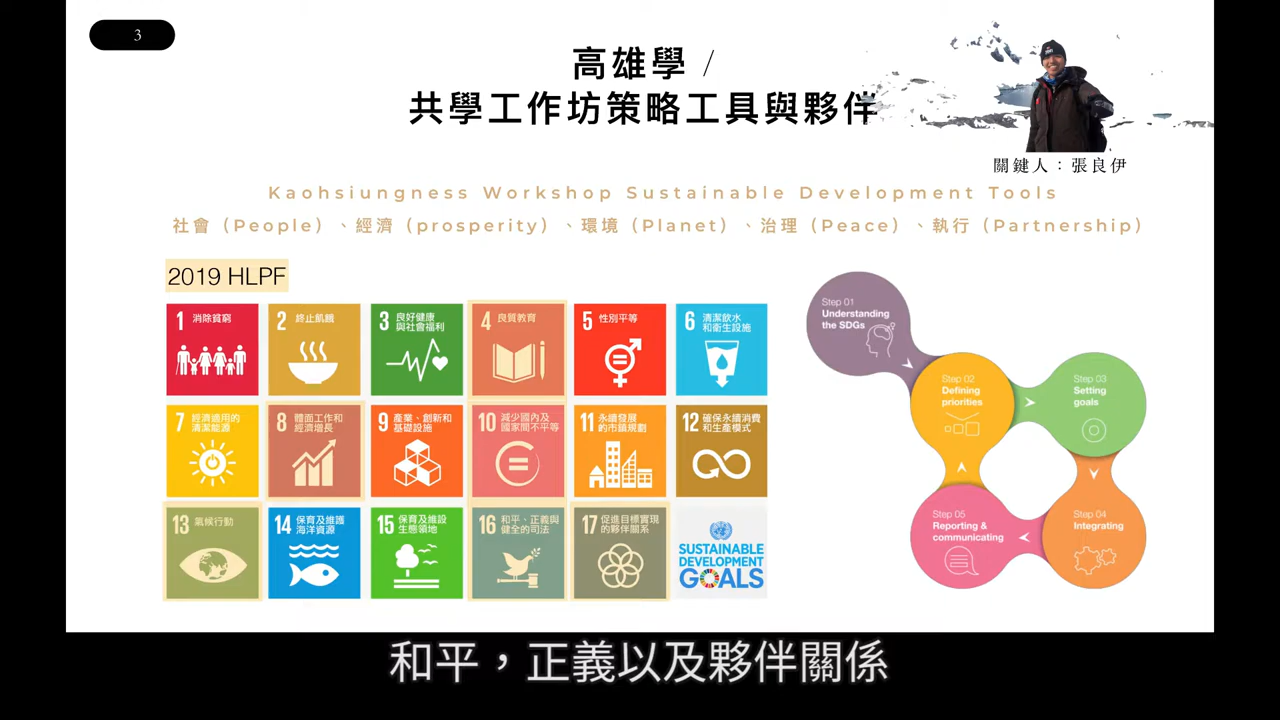 3
高雄學 /
共學工作坊策略工具與夥伴
關鍵人：張良伊
Kaohsiungness Workshop Sustainable Development Tools
社會（People）、經濟（prosperity）、環境（Planet）、治理（Peace）、執行（Partnership）
2019 HLPF
1 消除貧窮
2 終止飢餓
3 良好健康
與社會福利
4 良質教育
5 性別平等
6 清潔飲水
和衛生設施
7 經濟適用的
清潔能源
8 體面工作和
經濟增長
9 產業、創新和
基礎設施
10 減少國內及
國家間不平等
11 永續發展
的市鎮規劃
12 確保永續消費
和生產模式
13 氣候行動
14 保育及維護
海洋資源
15 保育及維設
生態領地
16 和平、正義與
健全的司法
17 促進目標實現
的夥伴關系
SUSTAINABLE
DEVELOPMENT
GOALS
Step 01
Understanding
the SDGs
Step 02
Defining
priorities
Step 03
Setting
goals
Step 04
Integrating
Step 05
Reporting &
communicating
和平，正義以及夥伴關係